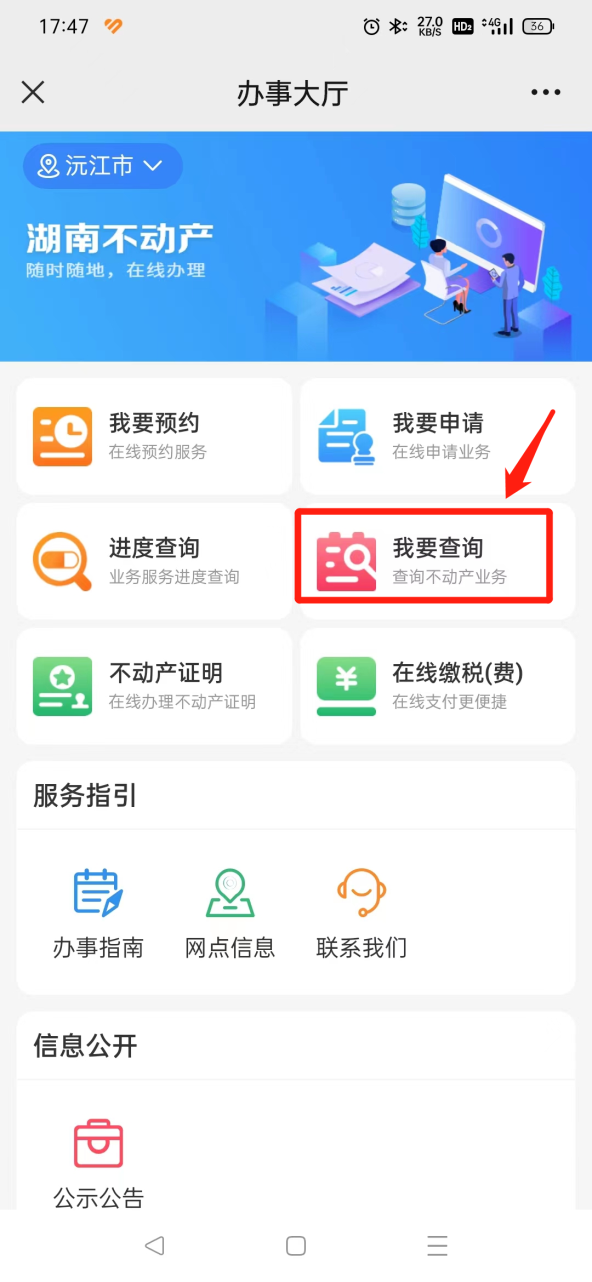 17:47
27.0
KB/S
HD2
4G
36
办事大厅
沅江市
湖南不动产
随时随地，在线办理
我要预约
在线预约服务
我要申请
在线申请业务
进度查询
业务服务进度查询
我要查询
查询不动产业务
不动产证明
在线办理不动产证明
在线缴税(费)
在线支付更便捷
服务指引
办事指南
网点信息
联系我们
信息公开
公示公告